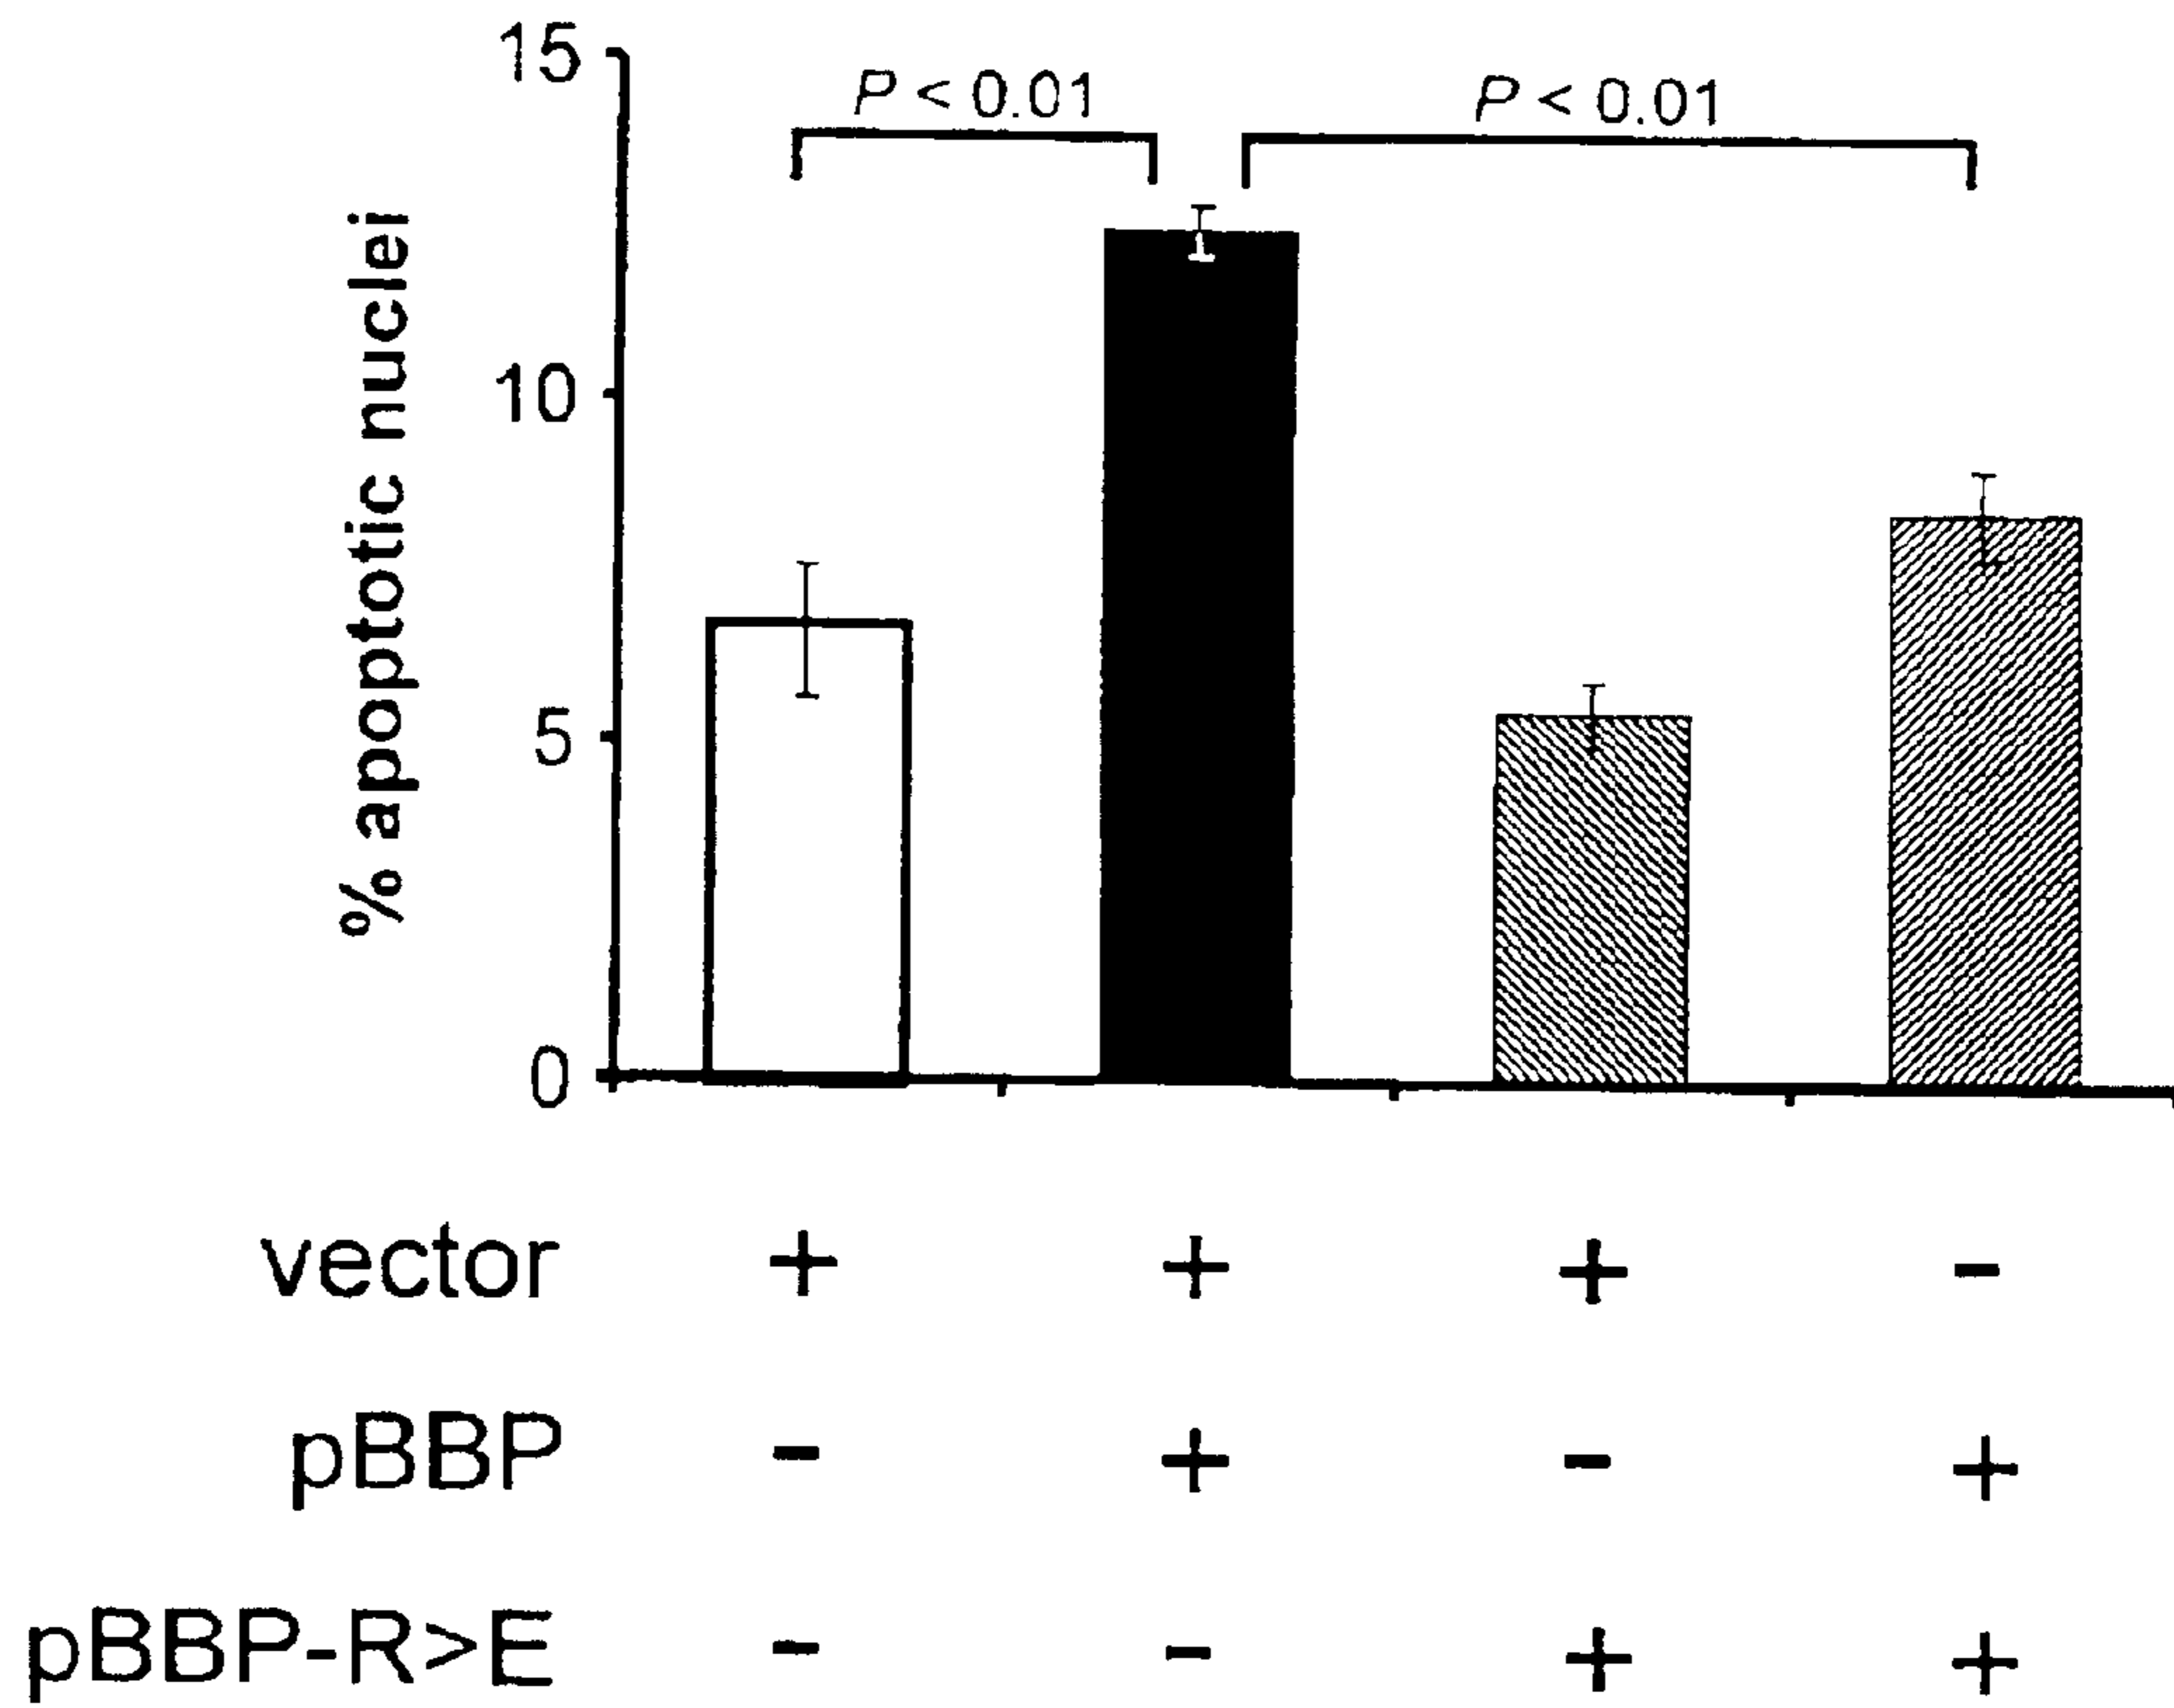 15
P < 0.01 P < 0.01
10
5
0
% apoptotic nuclei
vector + + + -
pBBP - + - +
pBBP-R>E - - + +